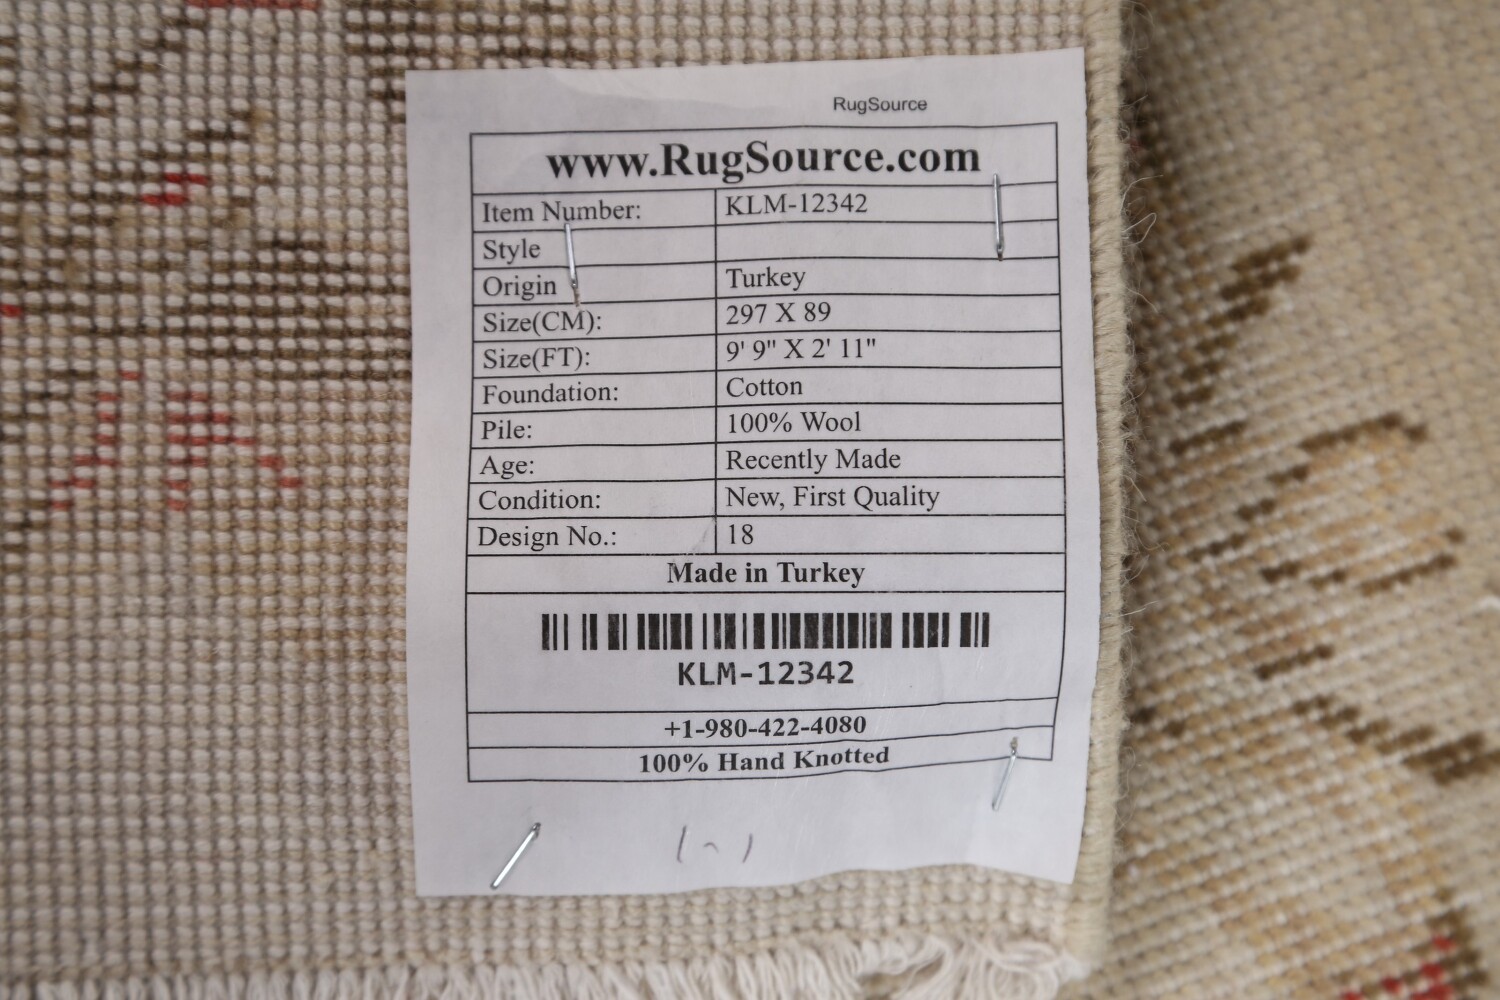 RugSource
www.RugSource.com
Item Number: KLM-12342
Style
Origin Turkey
Size(CM): 297 X 89
Size(FT): 9' 9" X 2' 11"
Foundation: Cotton
Pile: 100% Wool
Age: Recently Made
Condition: New, First Quality
Design No.: 18
Made in Turkey
KLM-12342
+1-980-422-4080
100% Hand Knotted